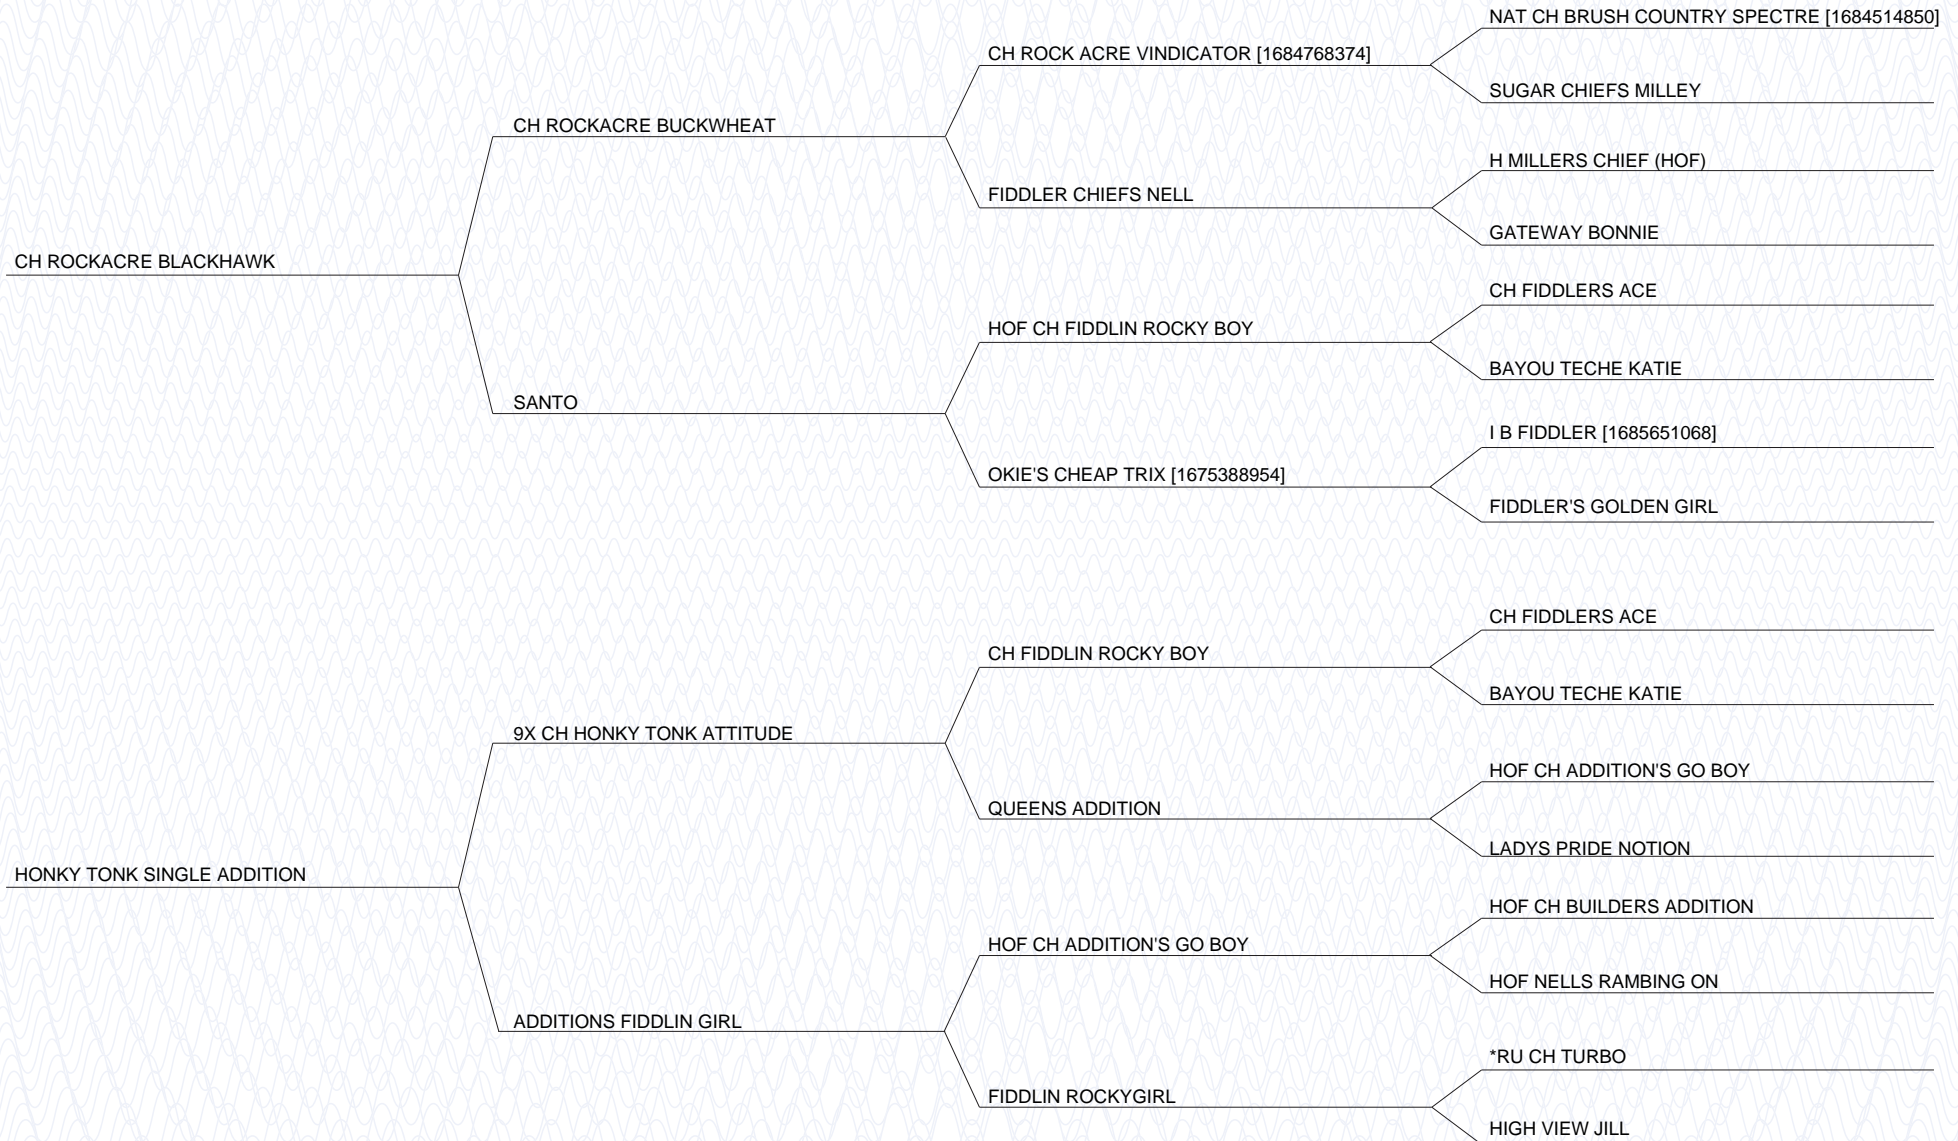 NAT CH BRUSH COUNTRY SPECTRE [1684514850]
CH ROCK ACRE VINDICATOR [1684768374]
SUGAR CHIEFS MILLEY
CH ROCKACRE BUCKWHEAT
H MILLERS CHIEF (HOF)
FIDDLER CHIEFS NELL
GATEWAY BONNIE
CH ROCKACRE BLACKHAWK
CH FIDDLERS ACE
HOF CH FIDDLIN ROCKY BOY
BAYOU TECHE KATIE
SANTO
I B FIDDLER [1685651068]
OKIE'S CHEAP TRIX [1675388954]
FIDDLER'S GOLDEN GIRL
CH FIDDLERS ACE
CH FIDDLIN ROCKY BOY
BAYOU TECHE KATIE
9X CH HONKY TONK ATTITUDE
HOF CH ADDITION'S GO BOY
QUEENS ADDITION
LADYS PRIDE NOTION
HONKY TONK SINGLE ADDITION
HOF CH BUILDERS ADDITION
HOF CH ADDITION'S GO BOY
HOF NELLS RAMBING ON
ADDITIONS FIDDLIN GIRL
*RU CH TURBO
FIDDLIN ROCKYGIRL
HIGH VIEW JILL